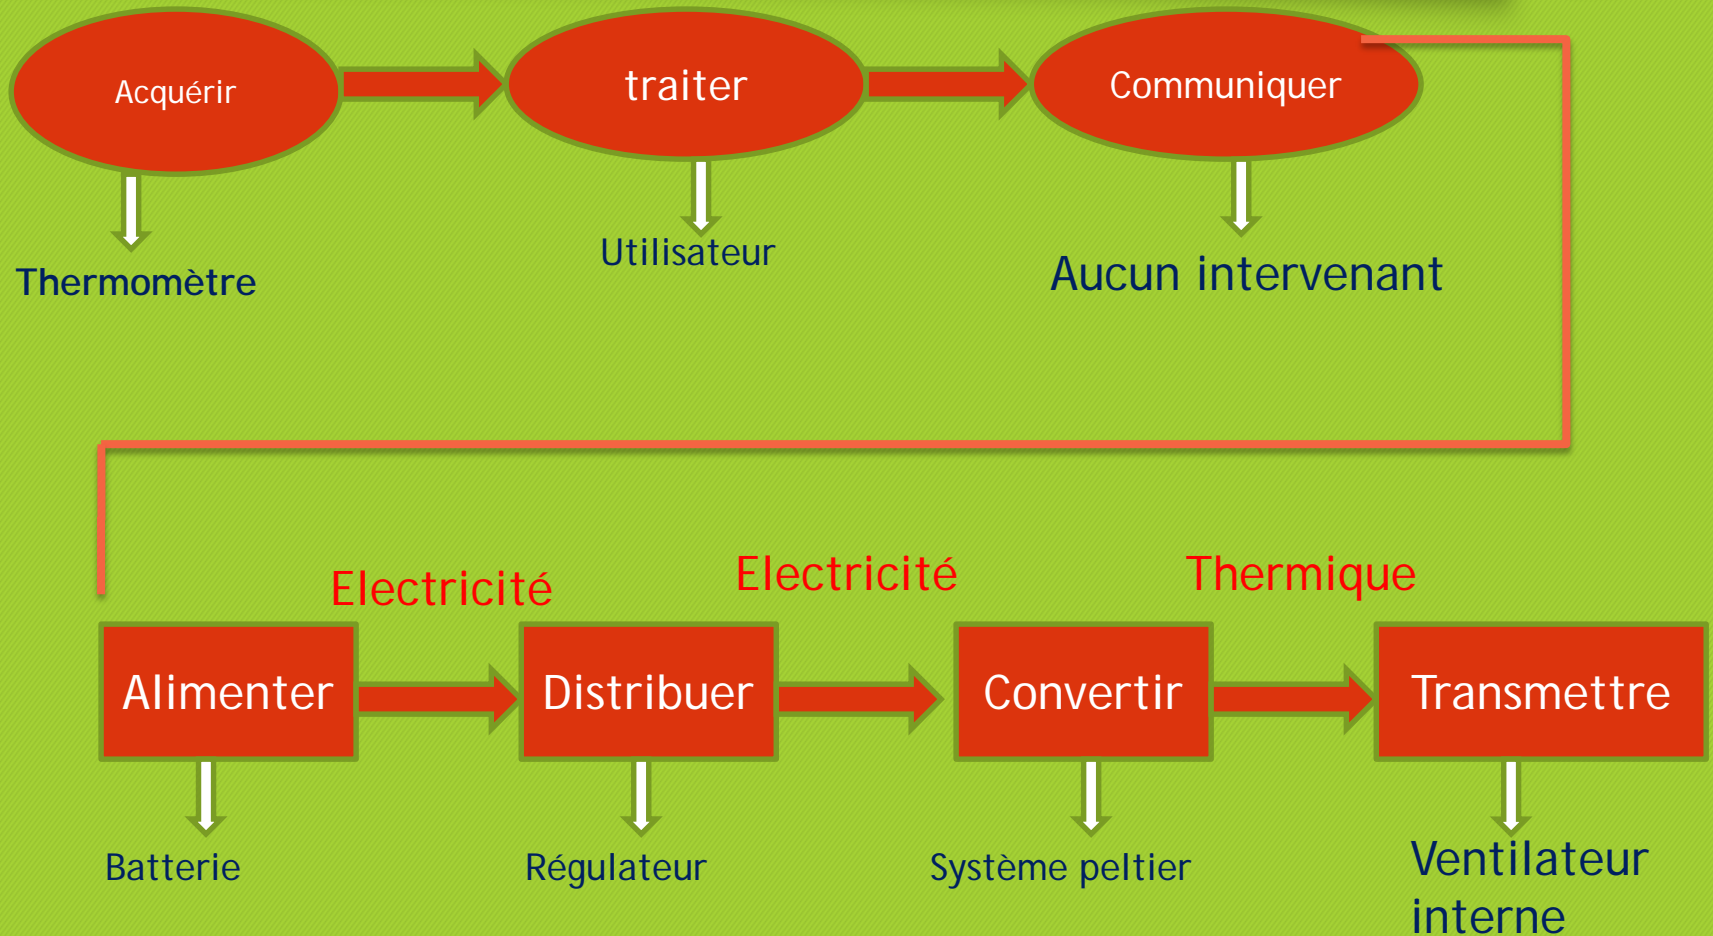 Acquérir
traiter
Communiquer
Thermomètre
Utilisateur
Aucun intervenant
Electricité
Electricité
Thermique
Alimenter
Distribuer
Convertir
Transmettre
Batterie
Régulateur
Système peltier
Ventilateur
interne